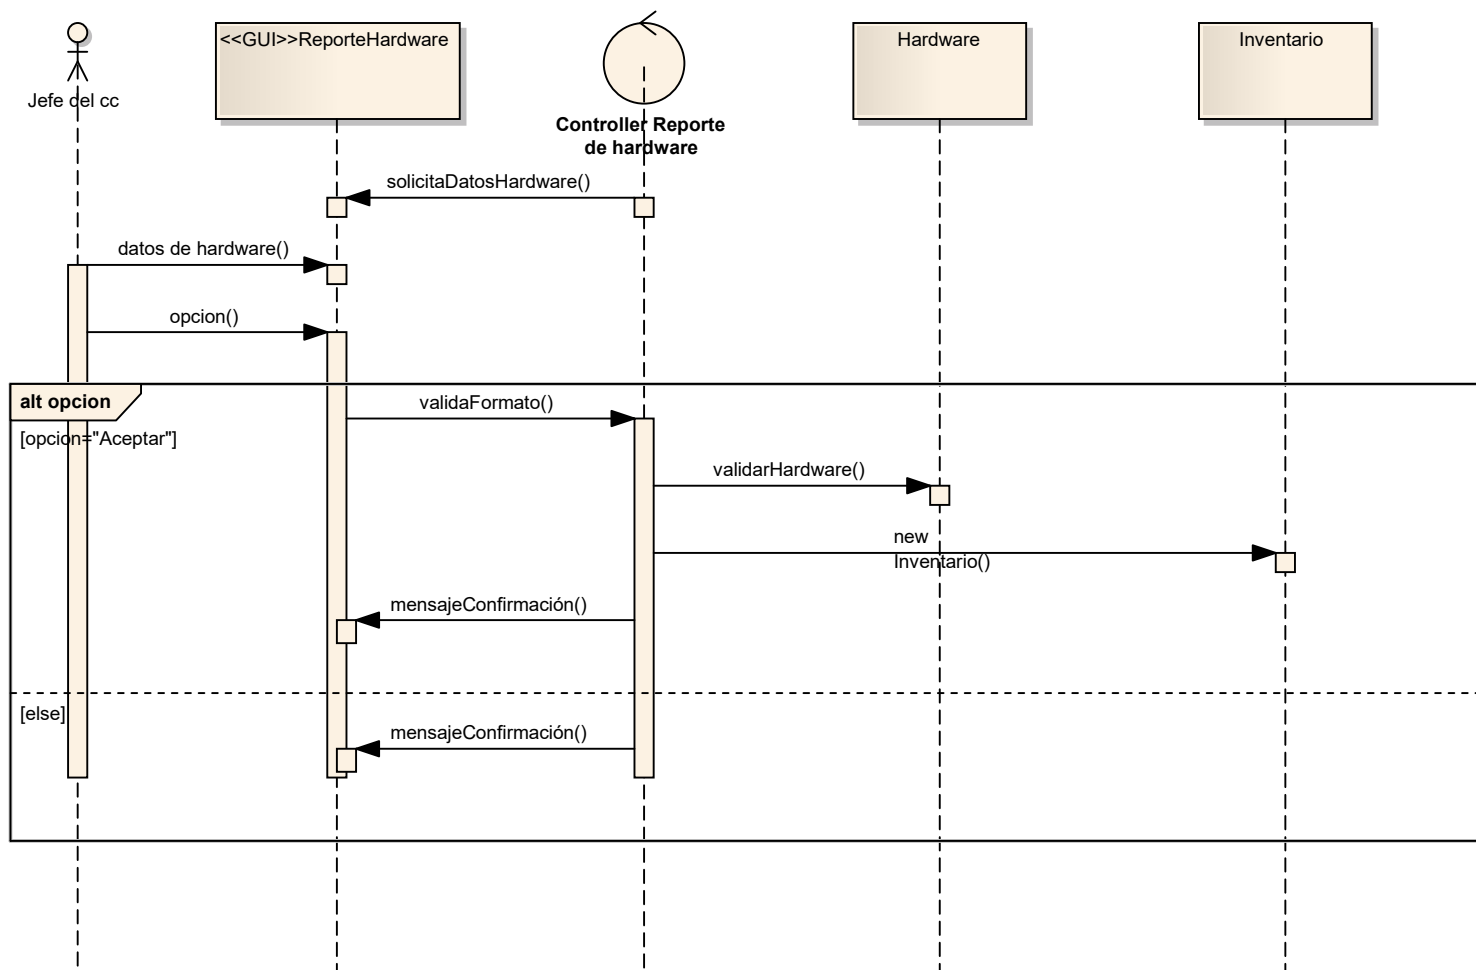 Jefe del cc
<<GUI>>ReporteHardware
Controller Reporte
de hardware
Hardware
Inventario
solicitaDatosHardware()
datos de hardware()
opcion()
alt opcion
[opcion="Aceptar"]
validaFormato()
validarHardware()
new
Inventario()
mensajeConfirmación()
[else]
mensajeConfirmación()